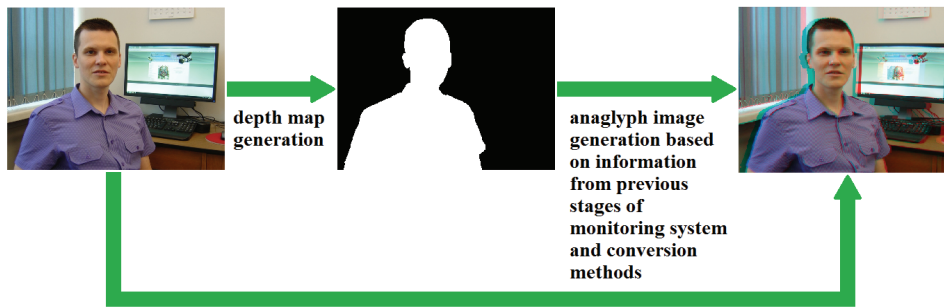 depth map
generation
anaglyph image
generation based
on information
from previous
stages of
monitoring system
and conversion
methods